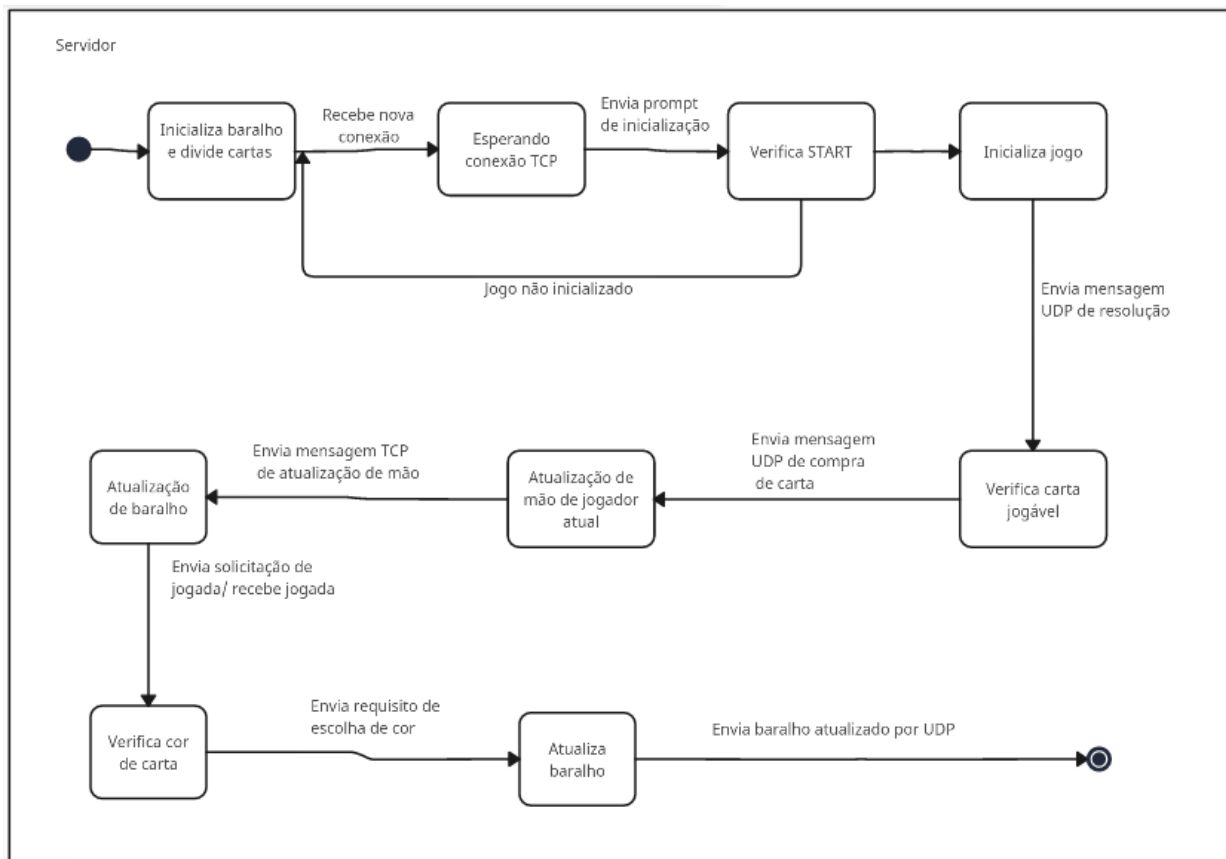 Servidor
Inicializa baralho
e divide cartas
Recebe nova
conexão
Esperando
conexão TCP
Envia prompt
de inicialização
Verifica START
Inicializa jogo
Jogo não inicializado
Envia mensagem
UDP de resolução
Verifica carta
jogável
Envia mensagem
UDP de compra
de carta
Atualização de
mão de jogador
atual
Envia mensagem TCP
de atualização de mão
Atualização
de baralho
Envia solicitação de
jogada/ recebe jogada
Verifica cor
de carta
Envia requisito de
escolha de cor
Atualiza
baralho
Envia baralho atualizado por UDP